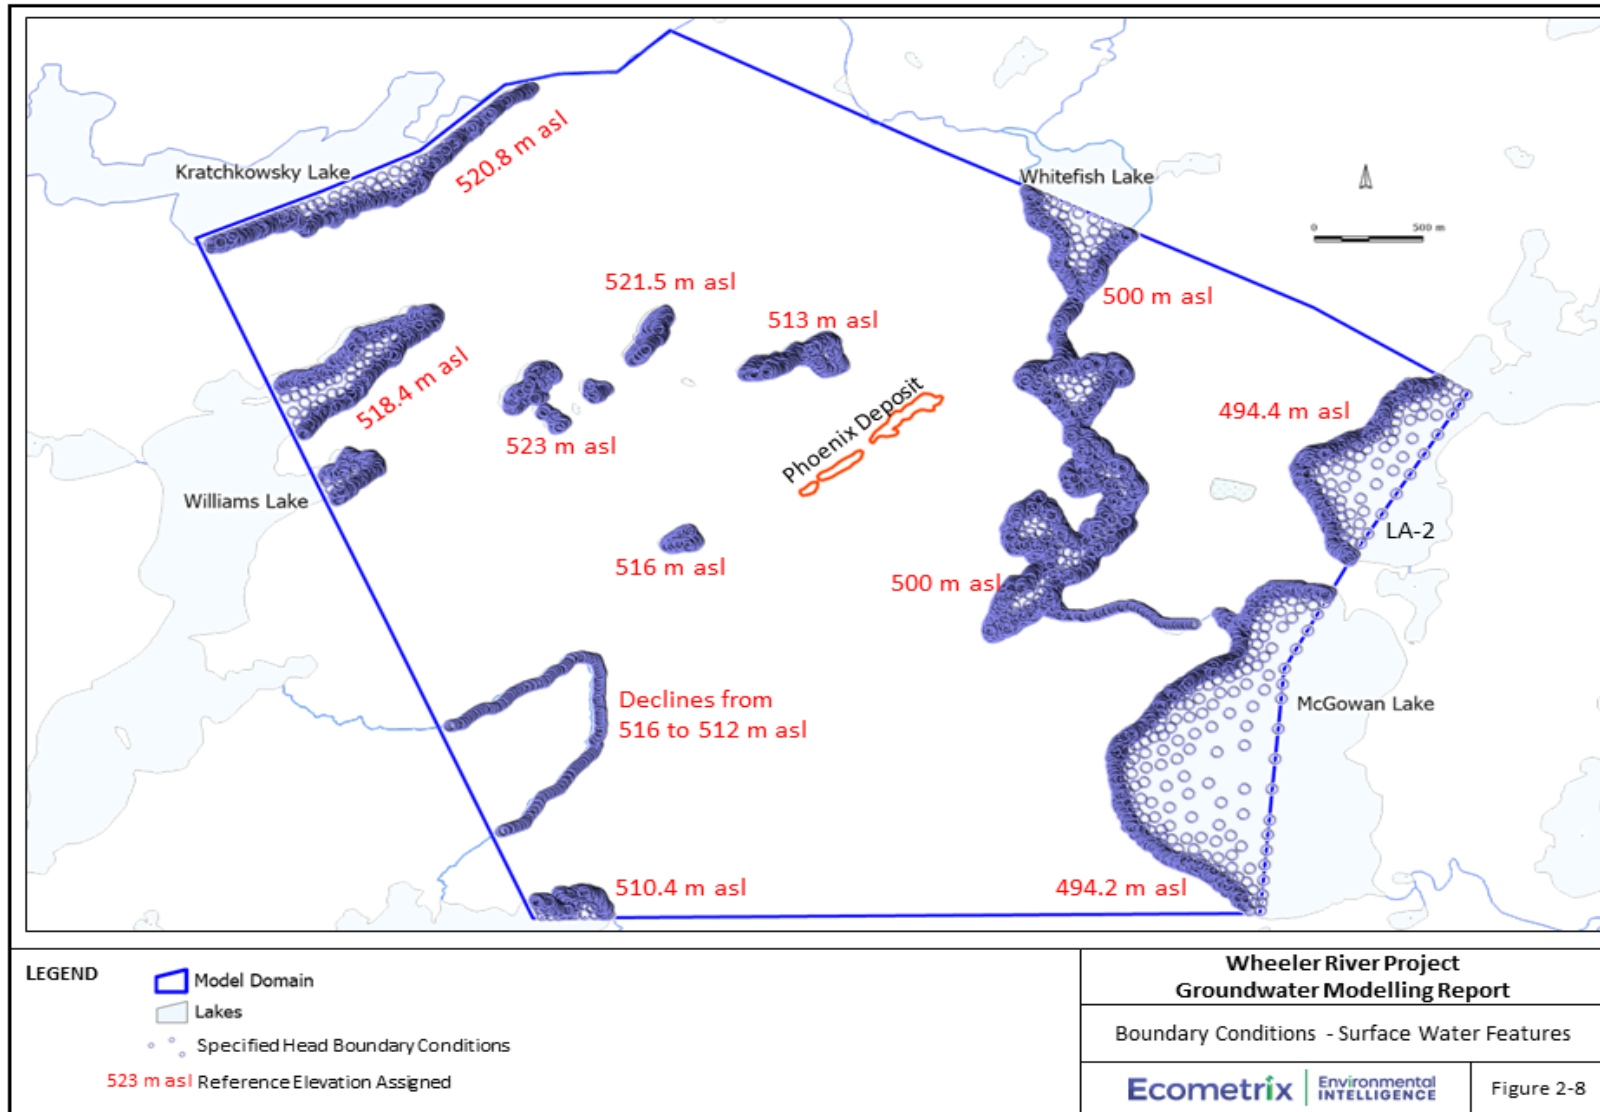 Kratchkowsky Lake
520.8 m asl
Whitefish Lake
0 500 m
521.5 m asl
500 m asl
513 m asl
518.4 m asl
Phoenix Deposit
494.4 m asl
523 m asl
Williams Lake
LA-2
516 m asl
500 m asl
Declines from
516 to 512 m asl
McGowan Lake
510.4 m asl
494.2 m asl
LEGEND
Model Domain
Lakes
Specified Head Boundary Conditions
523 m asl Reference Elevation Assigned
Wheeler River Project
Groundwater Modelling Report
Boundary Conditions - Surface Water Features
Ecometrix
Environmental
INTELLIGENCE
Figure 2-8